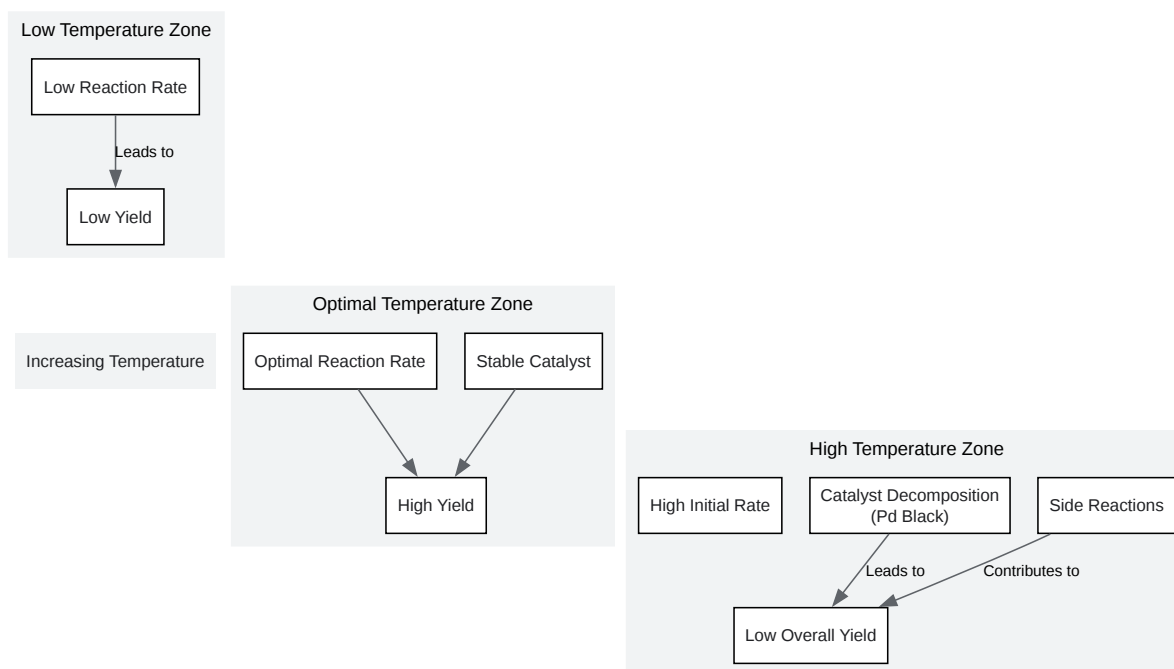 Low Temperature Zone
Low Reaction Rate
Leads to
Low Yield
Optimal Temperature Zone
Increasing Temperature
Optimal Reaction Rate
Stable Catalyst
High Yield
High Temperature Zone
High Initial Rate
Catalyst Decomposition
(Pd Black)
Side Reactions
Leads to
Contributes to
Low Overall Yield